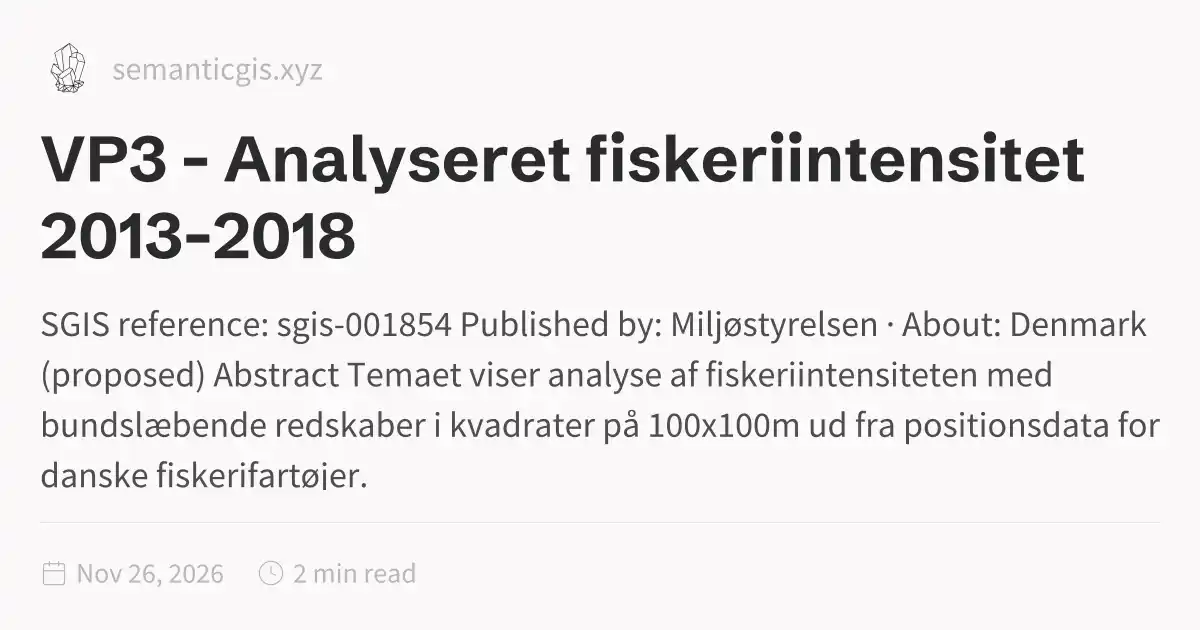 semanticgis.xyz
VP3 - Analyseret fiskeriintensitet
2013-2018
SGIS reference: sgis-001854 Published by: Miljøstyrelsen · About: Denmark
(proposed) Abstract Temaet viser analyse af fiskeriintensiteten med
bundslæbende redskaber i kvadrater på 100x100m ud fra positionsdata for
danske fiskerifartøjer.
Nov 26, 2026 2 min read